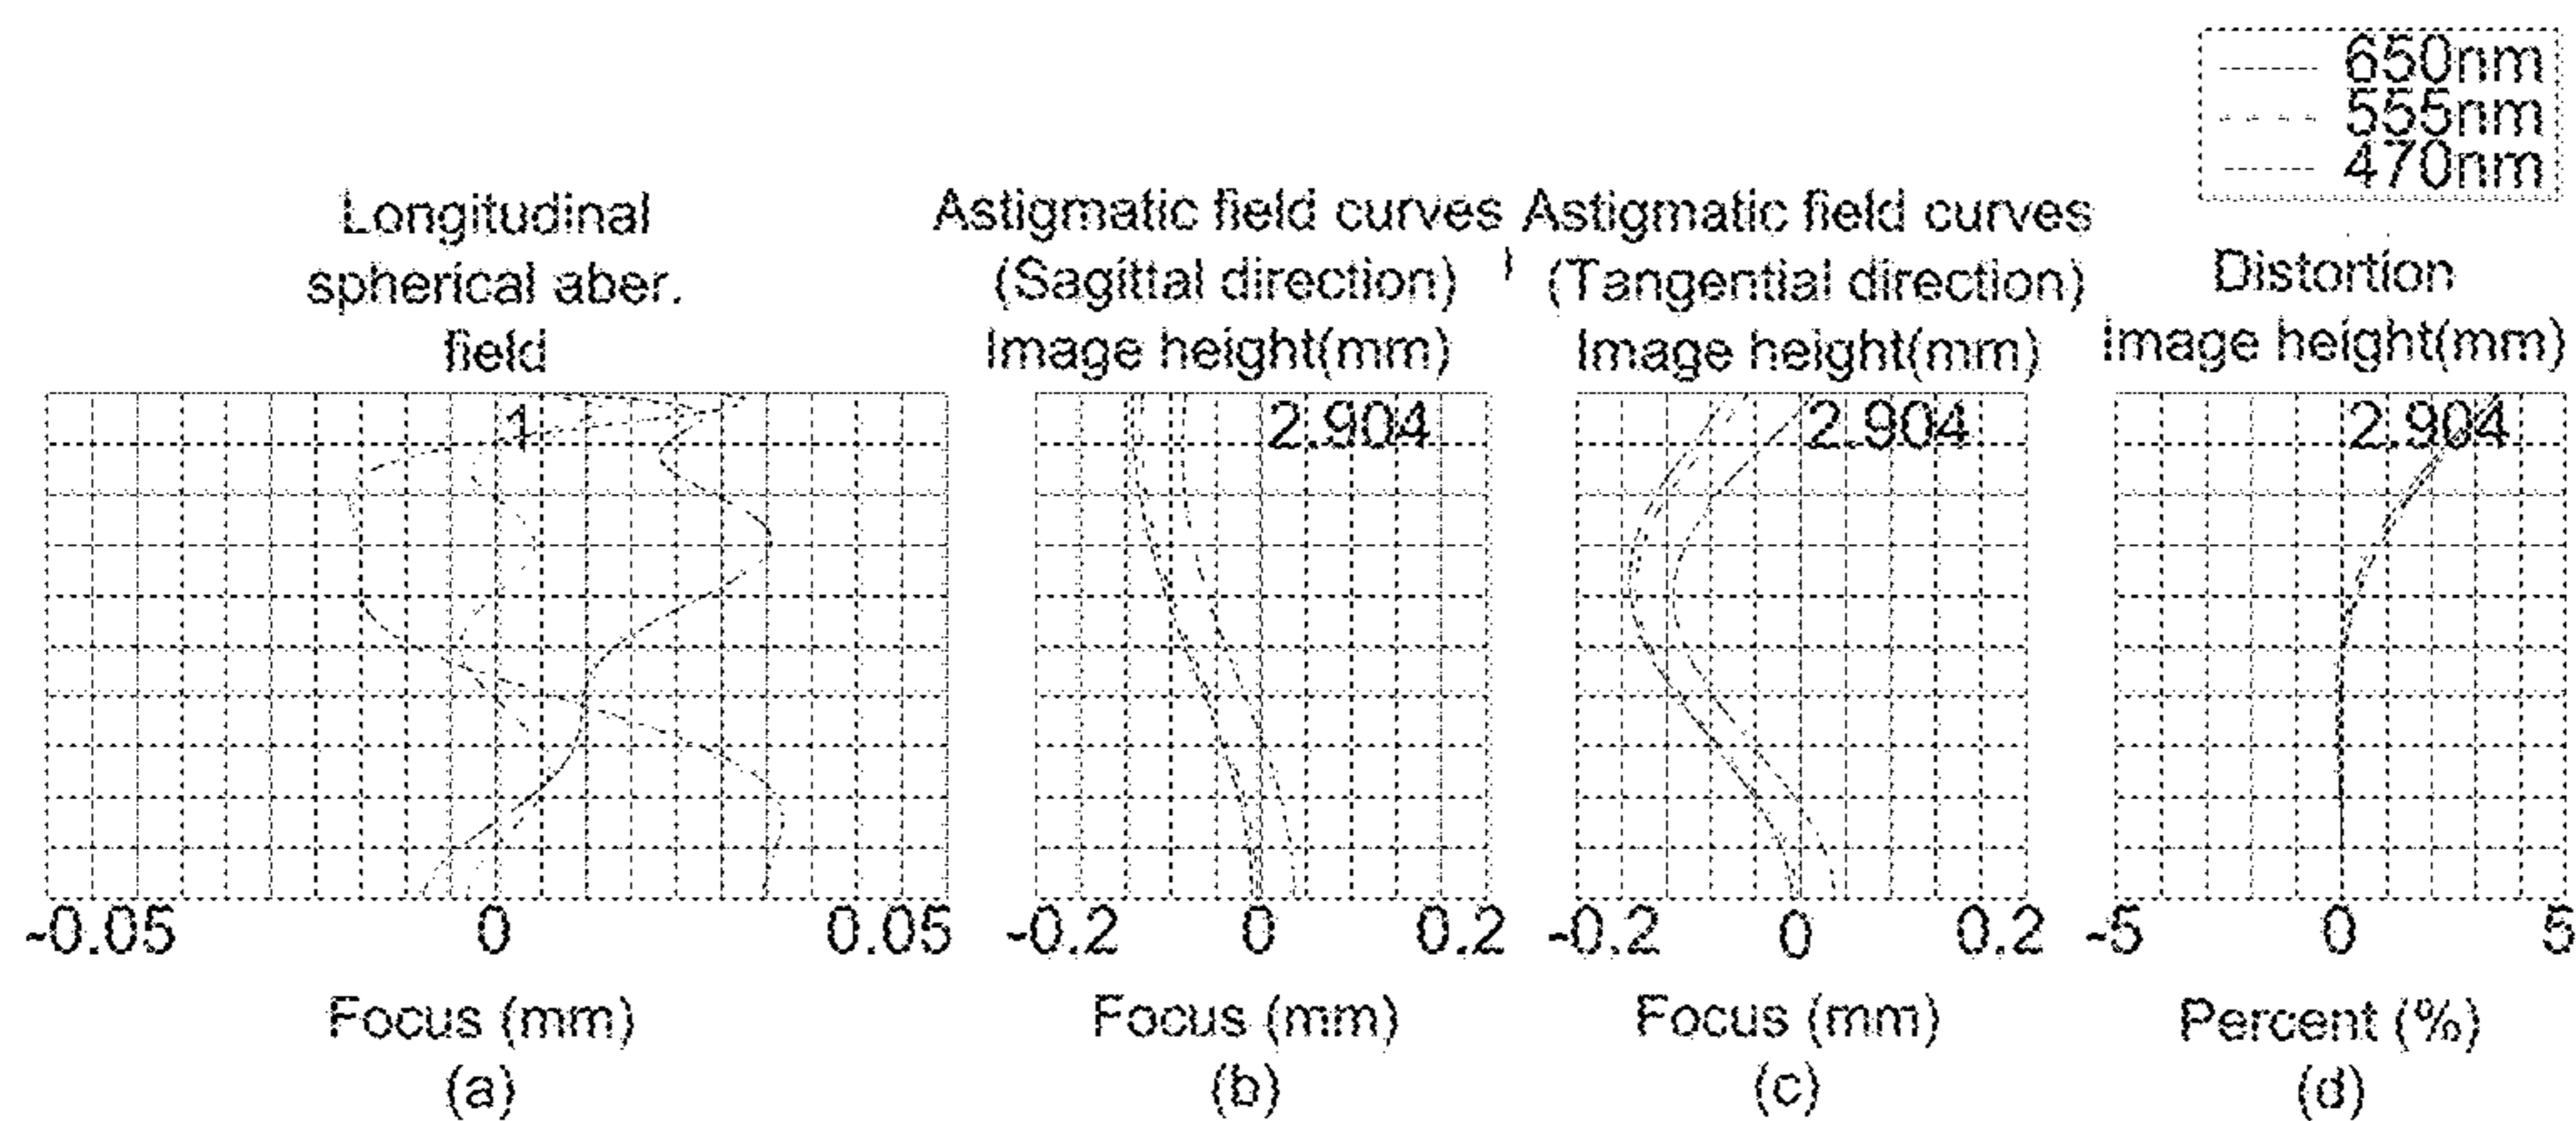 650nm
555nm
470nm
Longitudinal
spherical aber.
field
Astigmatic field curves
(Sagittal direction)
Image height(mm)
Astigmatic field curves
(Tangential direction)
Image height(mm)
Distortion
Image height(mm)
1
2.904
2.904
2.904
-0.05
0
0.05
-0.2
0
0.2
-0.2
0
0.2
-5
0
5
Focus (mm)
Focus (mm)
Focus (mm)
Percent (%)
(a)
(b)
(c)
(d)